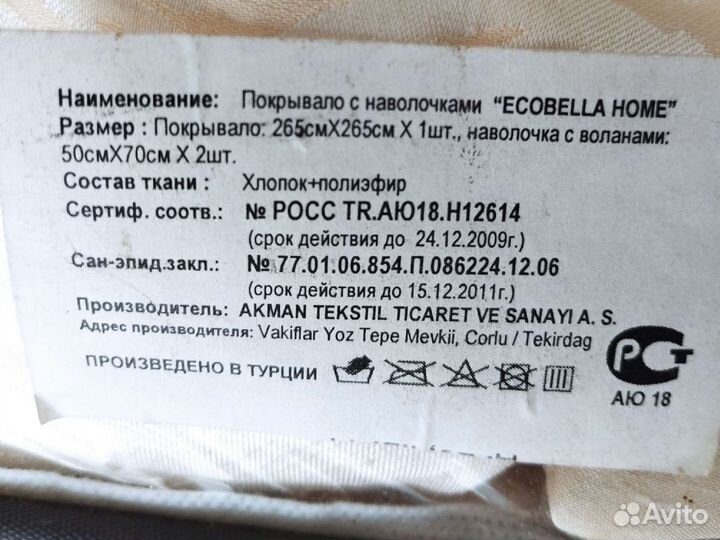 Наименование: Покрывало с наволочками "ECOBELLA HOME"
Размер : Покрывало: 265смХ265см Х 1шт., наволочка с воланами:
50смХ70см Х 2шт.
Состав ткани : Хлопок+полиэфир
Сертиф. соотв.: № РОСС TR.АЮ18.Н12614
(срок действия до 24.12.2009г.)
Сан-эпид.закл.: № 77.01.06.854.П.086224.12.06
(срок действия до 15.12.2011г.)
Производитель: AKMAN TEKSTIL TICARET VE SANAYI A. S.
Адрес производителя: Vakiflar Yoz Tepe Mevkii, Corlu / Tekirdag
ПРОИЗВЕДЕНО В ТУРЦИИ
РСТ
АЮ 18
Avito